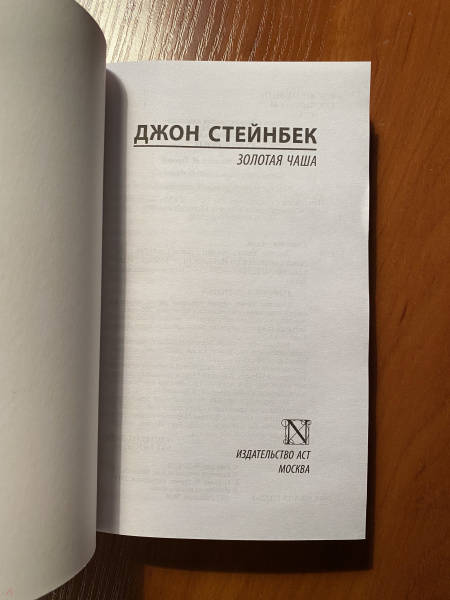 ДЖОН СТЕЙНБЕК
ЗОЛОТАЯ ЧАША
N
ИЗДАТЕЛЬСТВО АСТ
МОСКВА